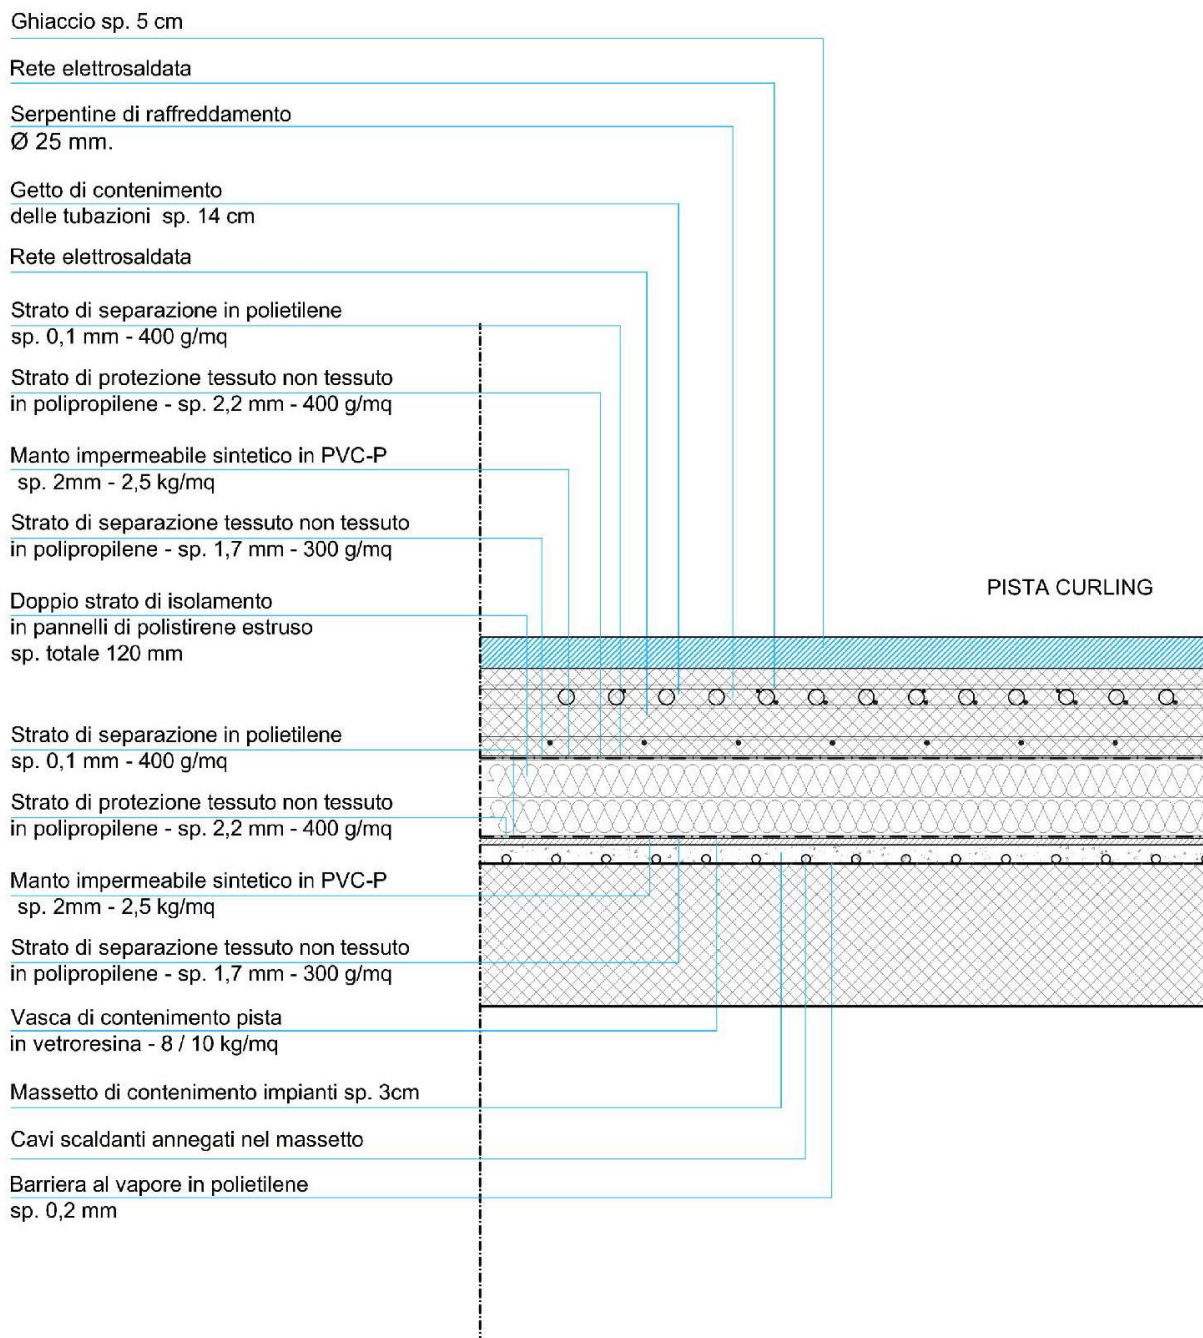 Ghiaccio sp. 5 cm
Rete elettrosaldata
Serpentine di raffreddamento
Ø 25 mm.
Getto di contenimento
delle tubazioni sp. 14 cm
Rete elettrosaldata
Strato di separazione in polietilene
sp. 0,1 mm - 400 g/mq
Strato di protezione tessuto non tessuto
in polipropilene - sp. 2,2 mm - 400 g/mq
Manto impermeabile sintetico in PVC-P
sp. 2mm - 2,5 kg/mq
Strato di separazione tessuto non tessuto
in polipropilene - sp. 1,7 mm - 300 g/mq
Doppio strato di isolamento
in pannelli di polistirene estruso
sp. totale 120 mm
PISTA CURLING
Strato di separazione in polietilene
sp. 0,1 mm - 400 g/mq
Strato di protezione tessuto non tessuto
in polipropilene - sp. 2,2 mm - 400 g/mq
Manto impermeabile sintetico in PVC-P
sp. 2mm - 2,5 kg/mq
Strato di separazione tessuto non tessuto
in polipropilene - sp. 1,7 mm - 300 g/mq
Vasca di contenimento pista
in vetroresina - 8 / 10 kg/mq
Massetto di contenimento impianti sp. 3cm
Cavi scaldanti annegati nel massetto
Barriera al vapore in polietilene
sp. 0,2 mm